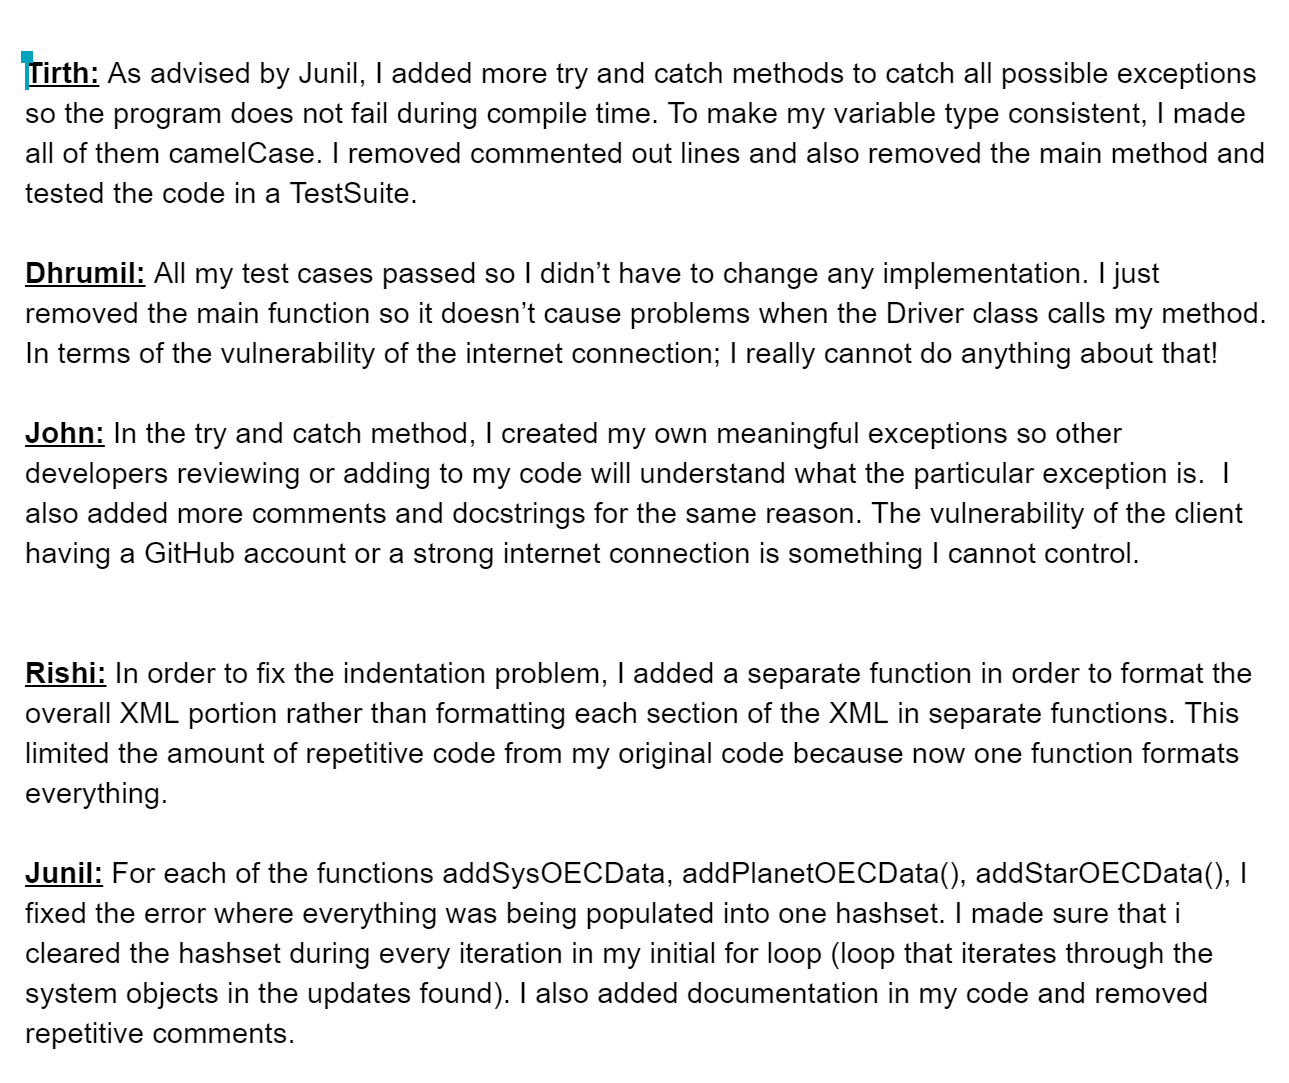 Tirth: As advised by Junil, I added more try and catch methods to catch all possible exceptions
so the program does not fail during compile time. To make my variable type consistent, I made
all of them camelCase. I removed commented out lines and also removed the main method and
tested the code in a TestSuite.
Dhrumil: All my test cases passed so I didn’t have to change any implementation. I just
removed the main function so it doesn’t cause problems when the Driver class calls my method.
In terms of the vulnerability of the internet connection; I really cannot do anything about that!
John: In the try and catch method, I created my own meaningful exceptions so other
developers reviewing or adding to my code will understand what the particular exception is.  I
also added more comments and docstrings for the same reason. The vulnerability of the client
having a GitHub account or a strong internet connection is something I cannot control.
Rishi: In order to fix the indentation problem, I added a separate function in order to format the
overall XML portion rather than formatting each section of the XML in separate functions. This
limited the amount of repetitive code from my original code because now one function formats
everything.
Junil: For each of the functions addSysOECData, addPlanetOECData(), addStarOECData(), I
fixed the error where everything was being populated into one hashset. I made sure that i
cleared the hashset during every iteration in my initial for loop (loop that iterates through the
system objects in the updates found). I also added documentation in my code and removed
repetitive comments.